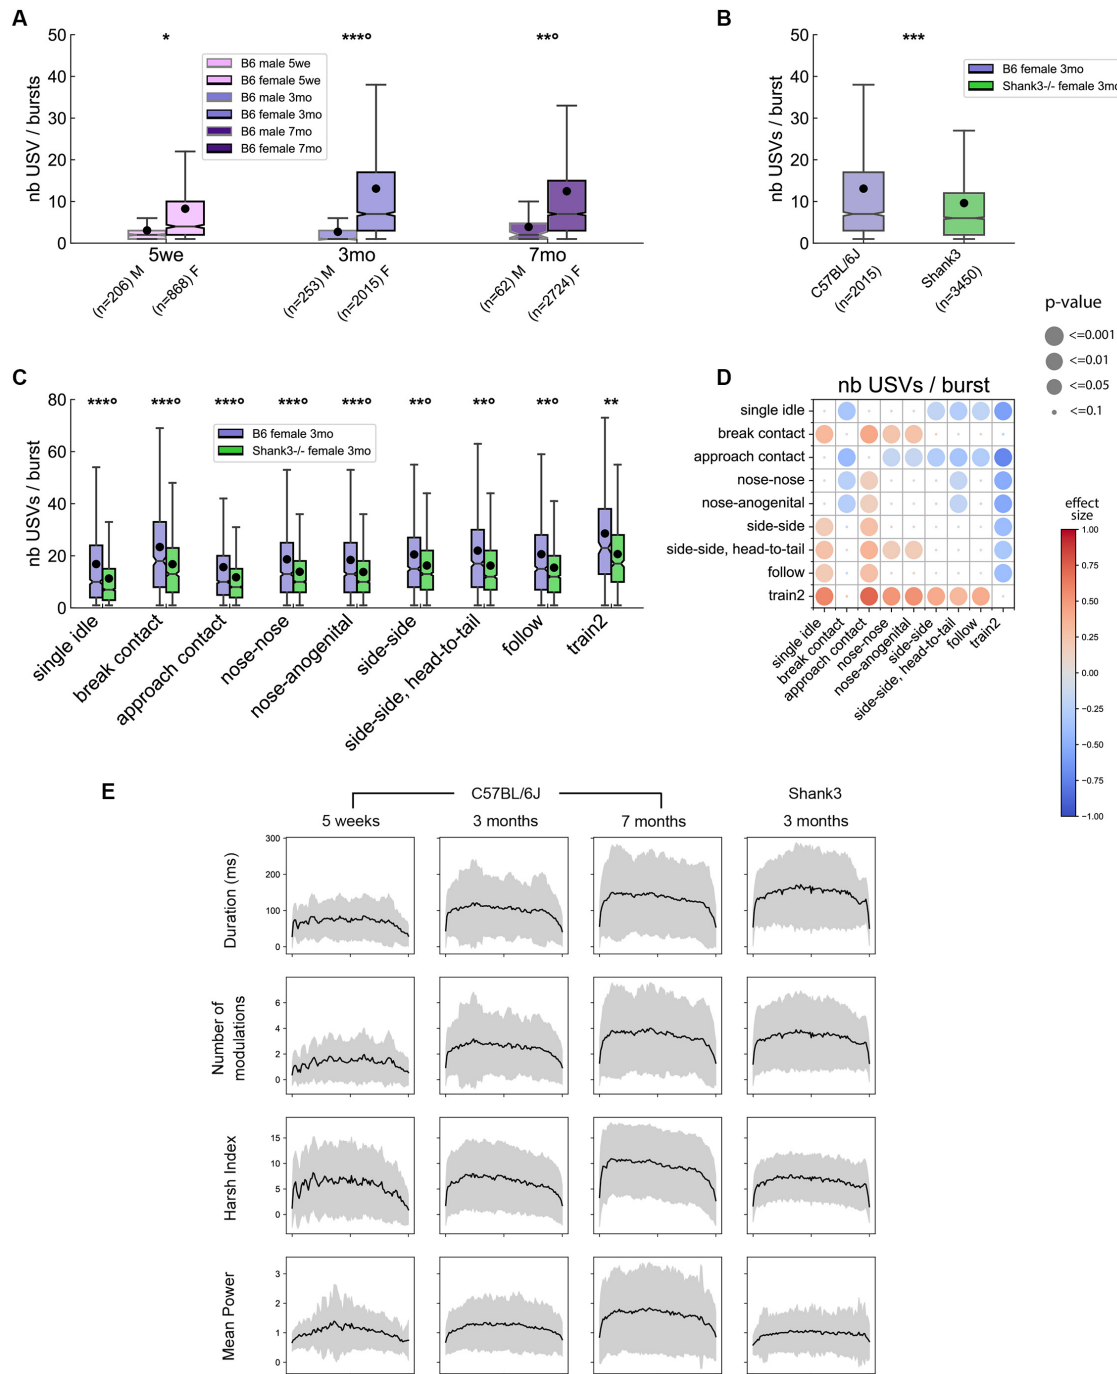 A
nb USV / bursts
50
40
30
20
10
0
*
***°
**°
B6 male 5we
B6 female 5we
B6 male 3mo
B6 female 3mo
B6 male 7mo
B6 female 7mo
5we
3mo
7mo
(n=206) M
(n=868) F
(n=253) M
(n=2015) F
(n=62) M
(n=2724) F
B
nb USVs / burst
50
40
30
20
10
0
***
B6 female 3mo
Shank3-/- female 3mo
C57BL/6J
(n=2015)
Shank3
(n=3450)
p-value
<=0.001
<=0.01
<=0.05
<=0.1
C
nb USVs / burst
80
60
40
20
0
***° ***° ***° ***° ***° **° **° **° **
B6 female 3mo
Shank3-/- female 3mo
single idle
break contact
approach contact
nose-nose
nose-anogenital
side-side
side-side, head-to-tail
follow
train2
D
nb USVs / burst
single idle
break contact
approach contact
nose-nose
nose-anogenital
side-side
side-side, head-to-tail
follow
train2
single idle
break contact
approach contact
nose-nose
nose-anogenital
side-side
side-side, head-to-tail
follow
train2
effect
size
1.00
0.75
0.50
0.25
0.00
−0.25
−0.50
−0.75
−1.00
E
C57BL/6J
Shank3
5 weeks
3 months
7 months
3 months
Duration (ms)
300
200
100
0
Number of
modulations
6
4
2
0
Harsh Index
15
10
5
0
Mean Power
3
2
1
0